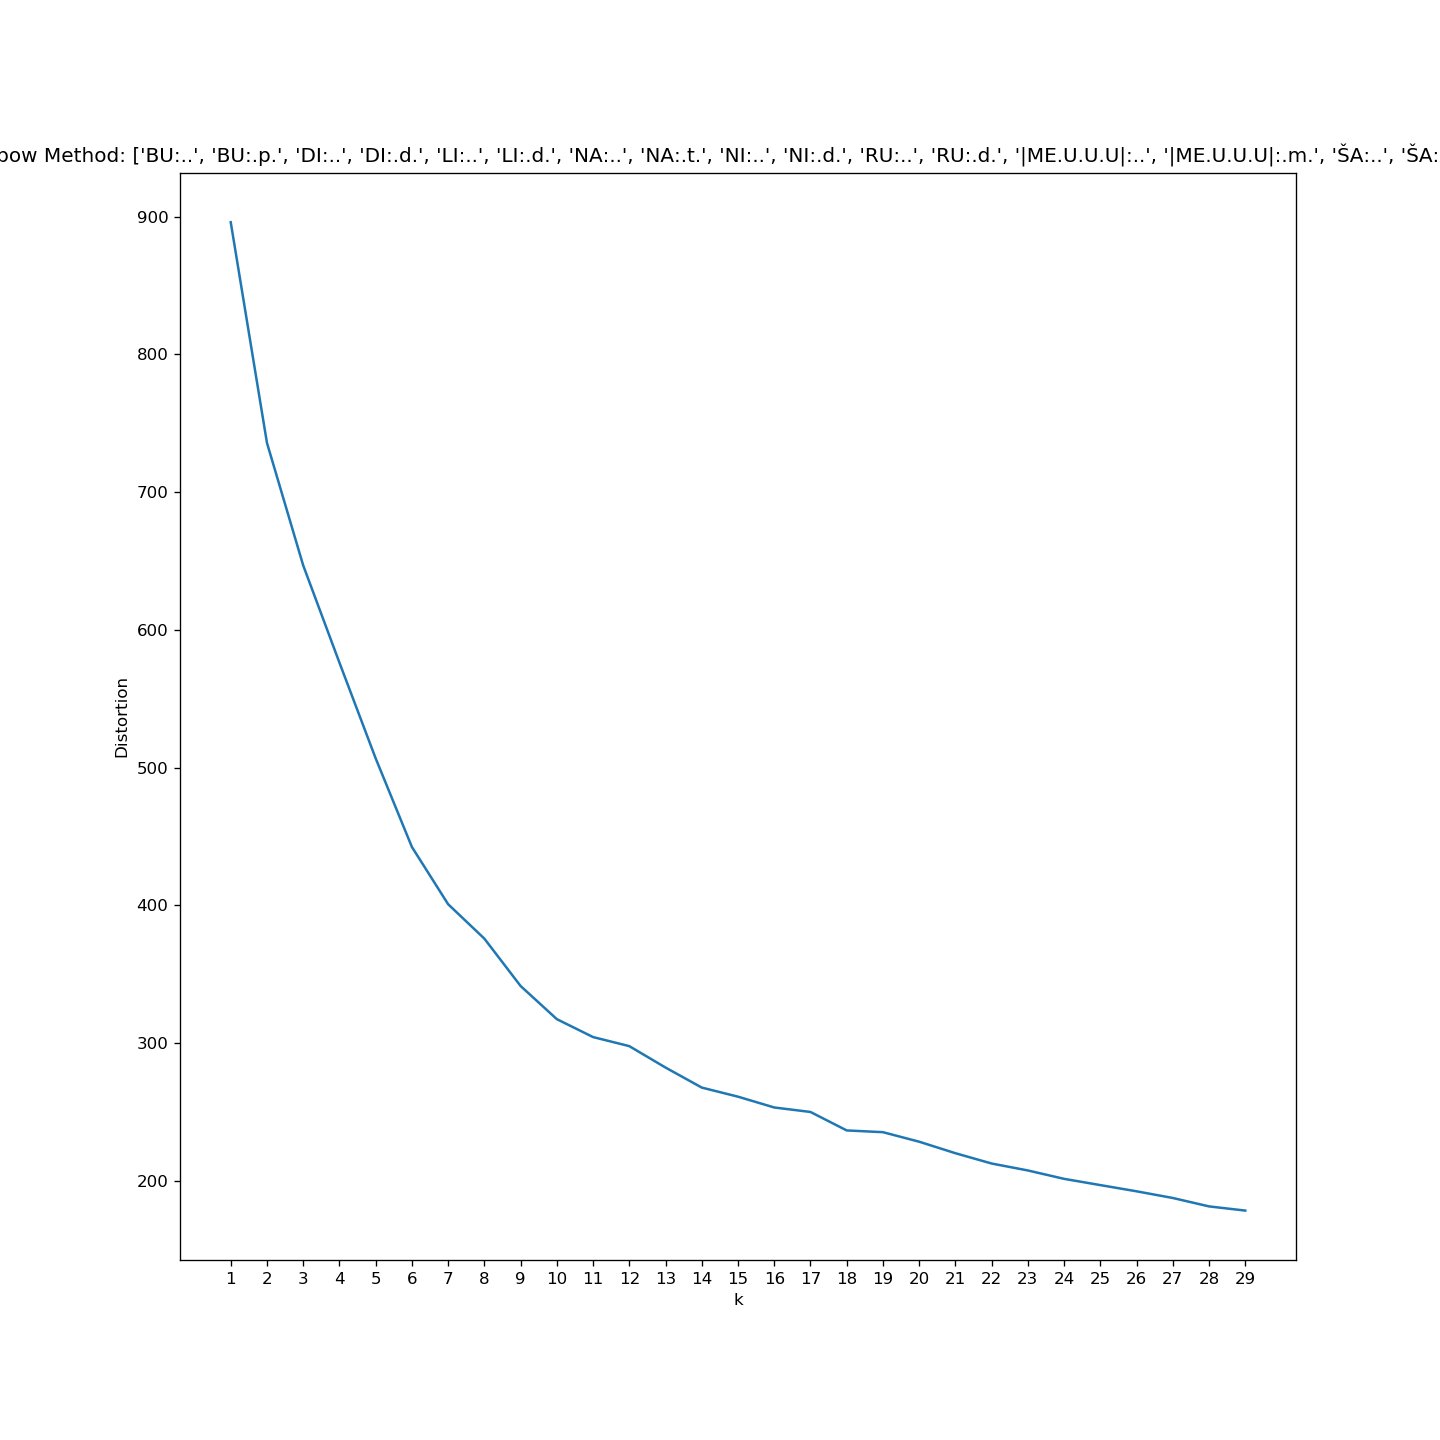 bow Method: ['BU:..', 'BU:.p.', 'DI:..', 'DI:.d.', 'LI:..', 'LI:.d.', 'NA:..', 'NA:.t.', 'NI:..', 'NI:.d.', 'RU:..', 'RU:.d.', '|ME.U.U.U|:..', '|ME.U.U.U|:.m.', 'ŠA:..', 'ŠA:
900
800
700
600
500
400
300
200
Distortion
1 2 3 4 5 6 7 8 9 10 11 12 13 14 15 16 17 18 19 20 21 22 23 24 25 26 27 28 29
k